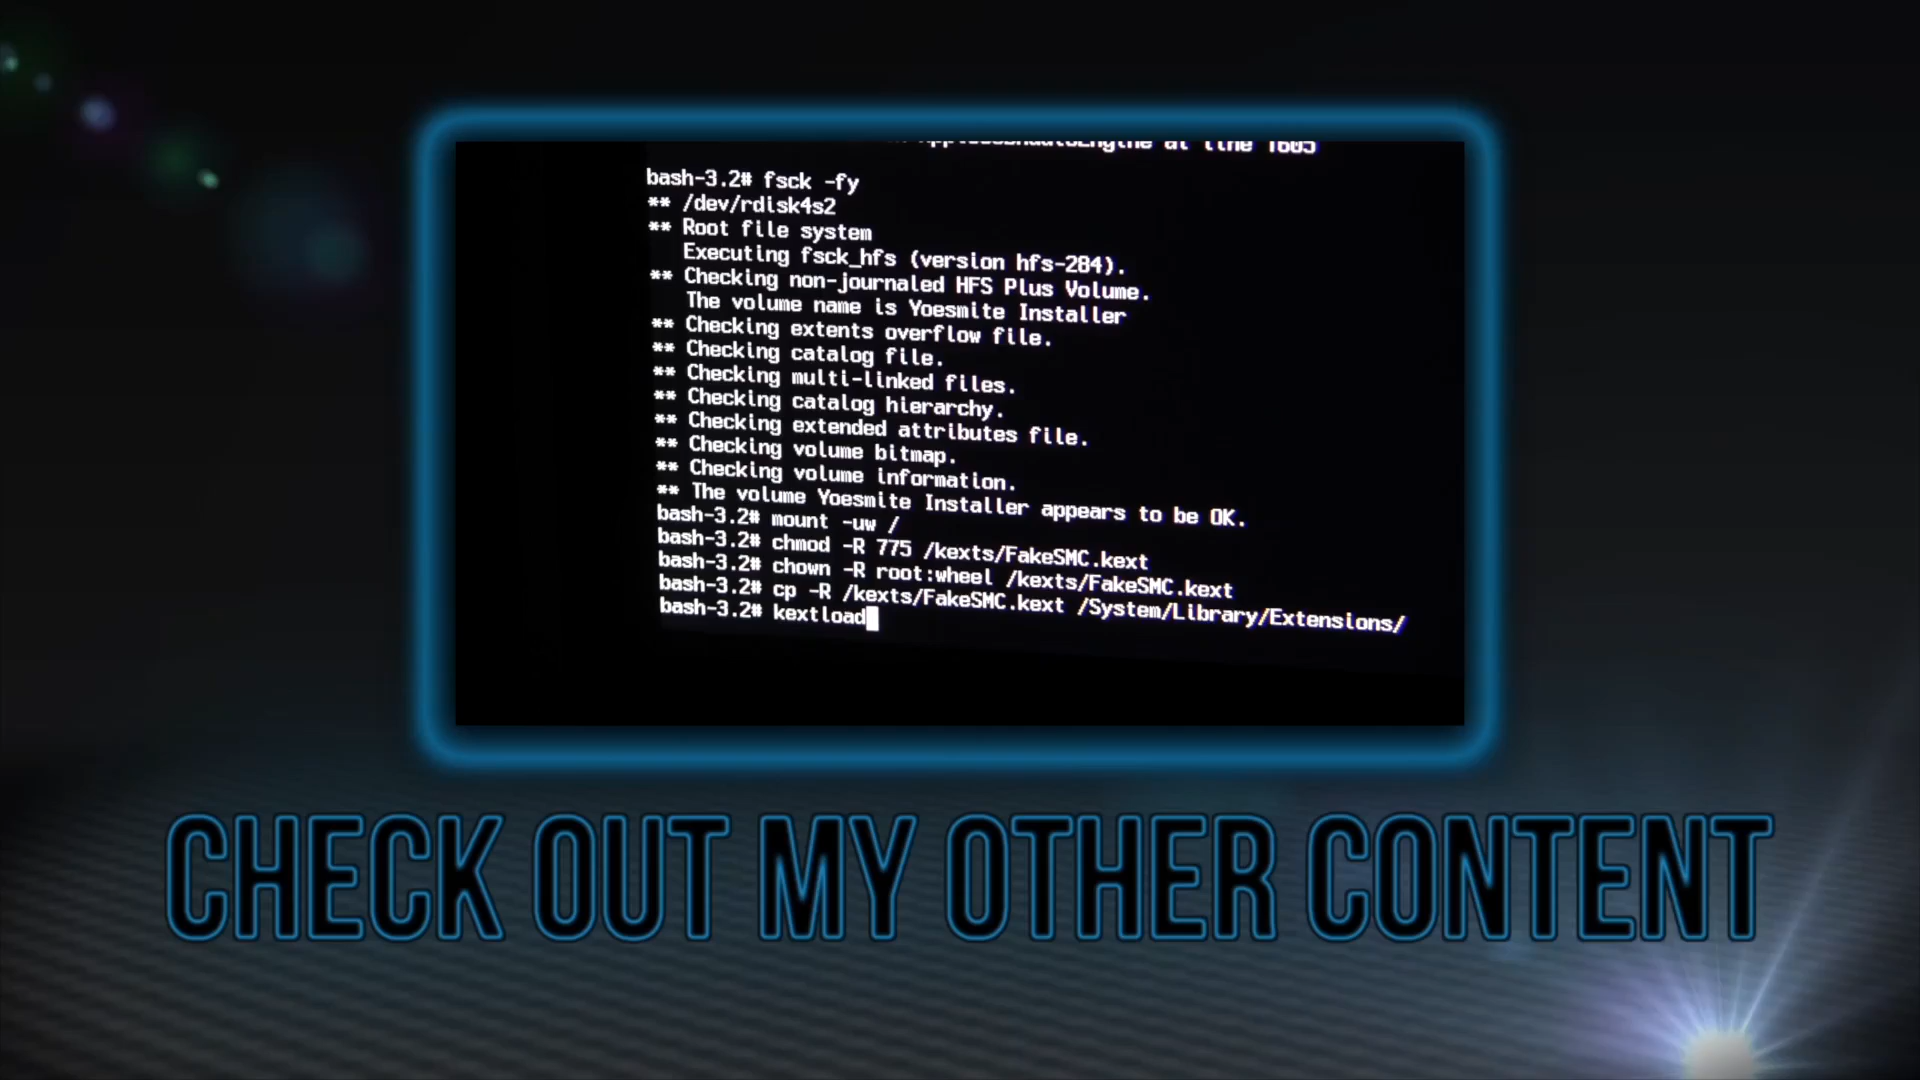 at line 1605
bash-3.2# fsck -fy
** /dev/rdisk4s2
** Root file system
Executing fsck_hfs (version hfs-284).
** Checking non-journaled HFS Plus Volume.
The volume name is Yoesmite Installer
** Checking extents overflow file.
** Checking catalog file.
** Checking multi-linked files.
** Checking catalog hierarchy.
** Checking extended attributes file.
** Checking volume bitmap.
** Checking volume information.
** The volume Yoesmite Installer appears to be OK.
bash-3.2# mount -uw /
bash-3.2# chmod -R 775 /kexts/FakeSMC.kext
bash-3.2# chown -R root:wheel /kexts/FakeSMC.kext
bash-3.2# cp -R /kexts/FakeSMC.kext /System/Library/Extensions/
bash-3.2# kextload
CHECK OUT MY OTHER CONTENT